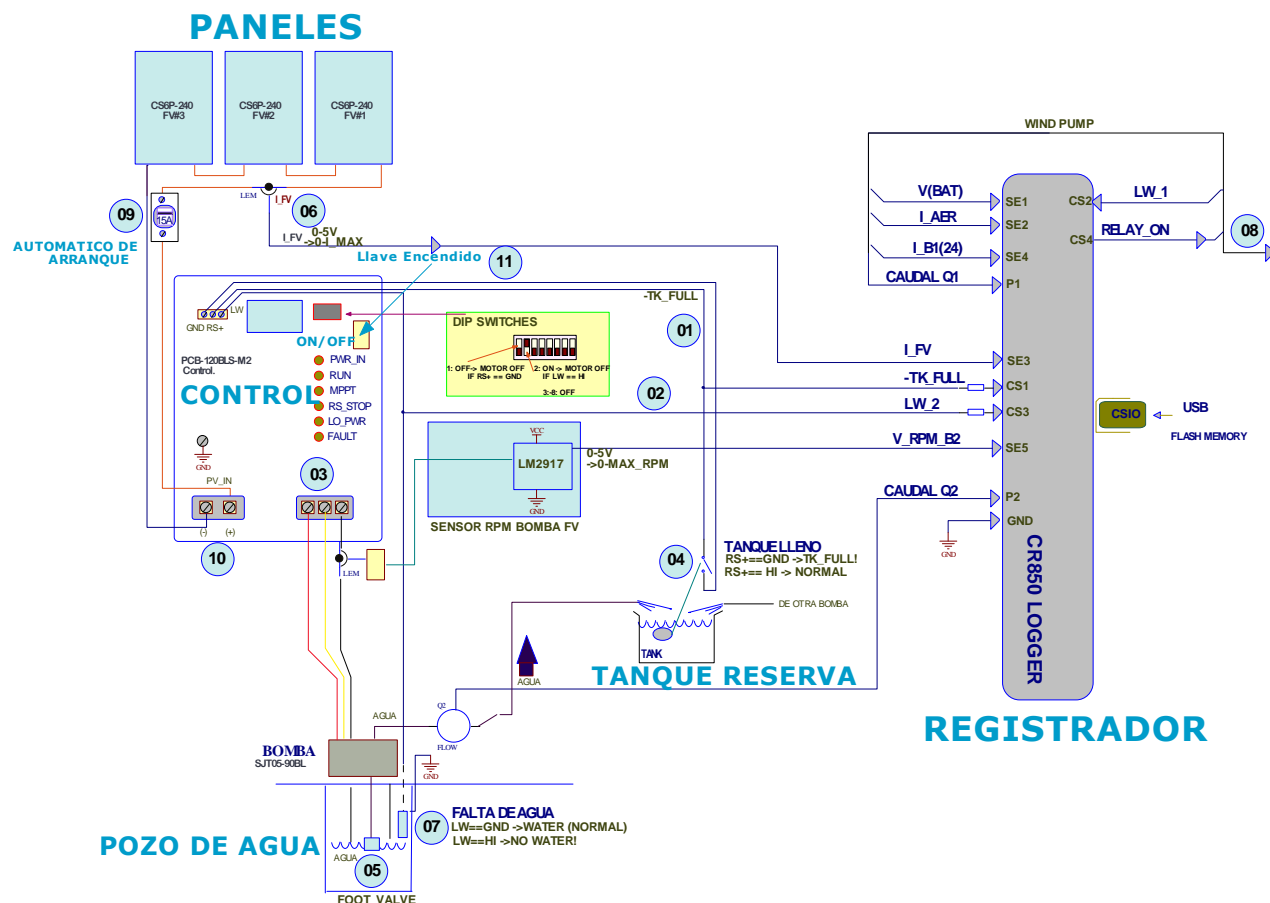 PANELES
CS6P-240
FV#3
CS6P-240
FV#2
CS6P-240
FV#1
WIND PUMP
09
15A
AUTOMATICO DE
ARRANQUE
LEM
I_FV
06
I_FV
0-5V
->0-I_MAX
Llave Encendido
11
V(BAT)
SE1
CS2
LW_1
I_AER
SE2
CS4
RELAY_ON
08
I_B1(24)
SE4
CAUDAL Q1
P1
-TK_FULL
LW
GND RS+
01
ON/OFF
PCB-120BLS-M2
Control.
CONTROL
PWR_IN
RUN
MPPT
RS_STOP
LO_PWR
FAULT
DIP SWITCHES
1: OFF-> MOTOR OFF
IF RS+ == GND
2: ON-> MOTOR OFF
IF LW == HI
3:-8: OFF
I_FV
SE3
-TK_FULL
CS1
02
LW_2
CS3
CSIO
USB
FLASH MEMORY
GND
PV_IN
03
(-)
(+)
10
VCC
LM2917
GND
0-5V
->0-MAX_RPM
SENSOR RPM BOMBA FV
V_RPM_B2
SE5
CAUDAL Q2
P2
GND
GND
CR850 LOGGER
REGISTRADOR
LEM
04
TANQUE LLENO
RS+==GND ->TK_FULL!
RS+== HI -> NORMAL
DE OTRA BOMBA
TANK
TANQUE RESERVA
AGUA
Q2
FLOW
AGUA
BOMBA
SJT05-90BL
GND
07
FALTA DE AGUA
LW==GND ->WATER (NORMAL)
LW==HI ->NO WATER!
POZO DE AGUA
AGUA
05
FOOT VALVE